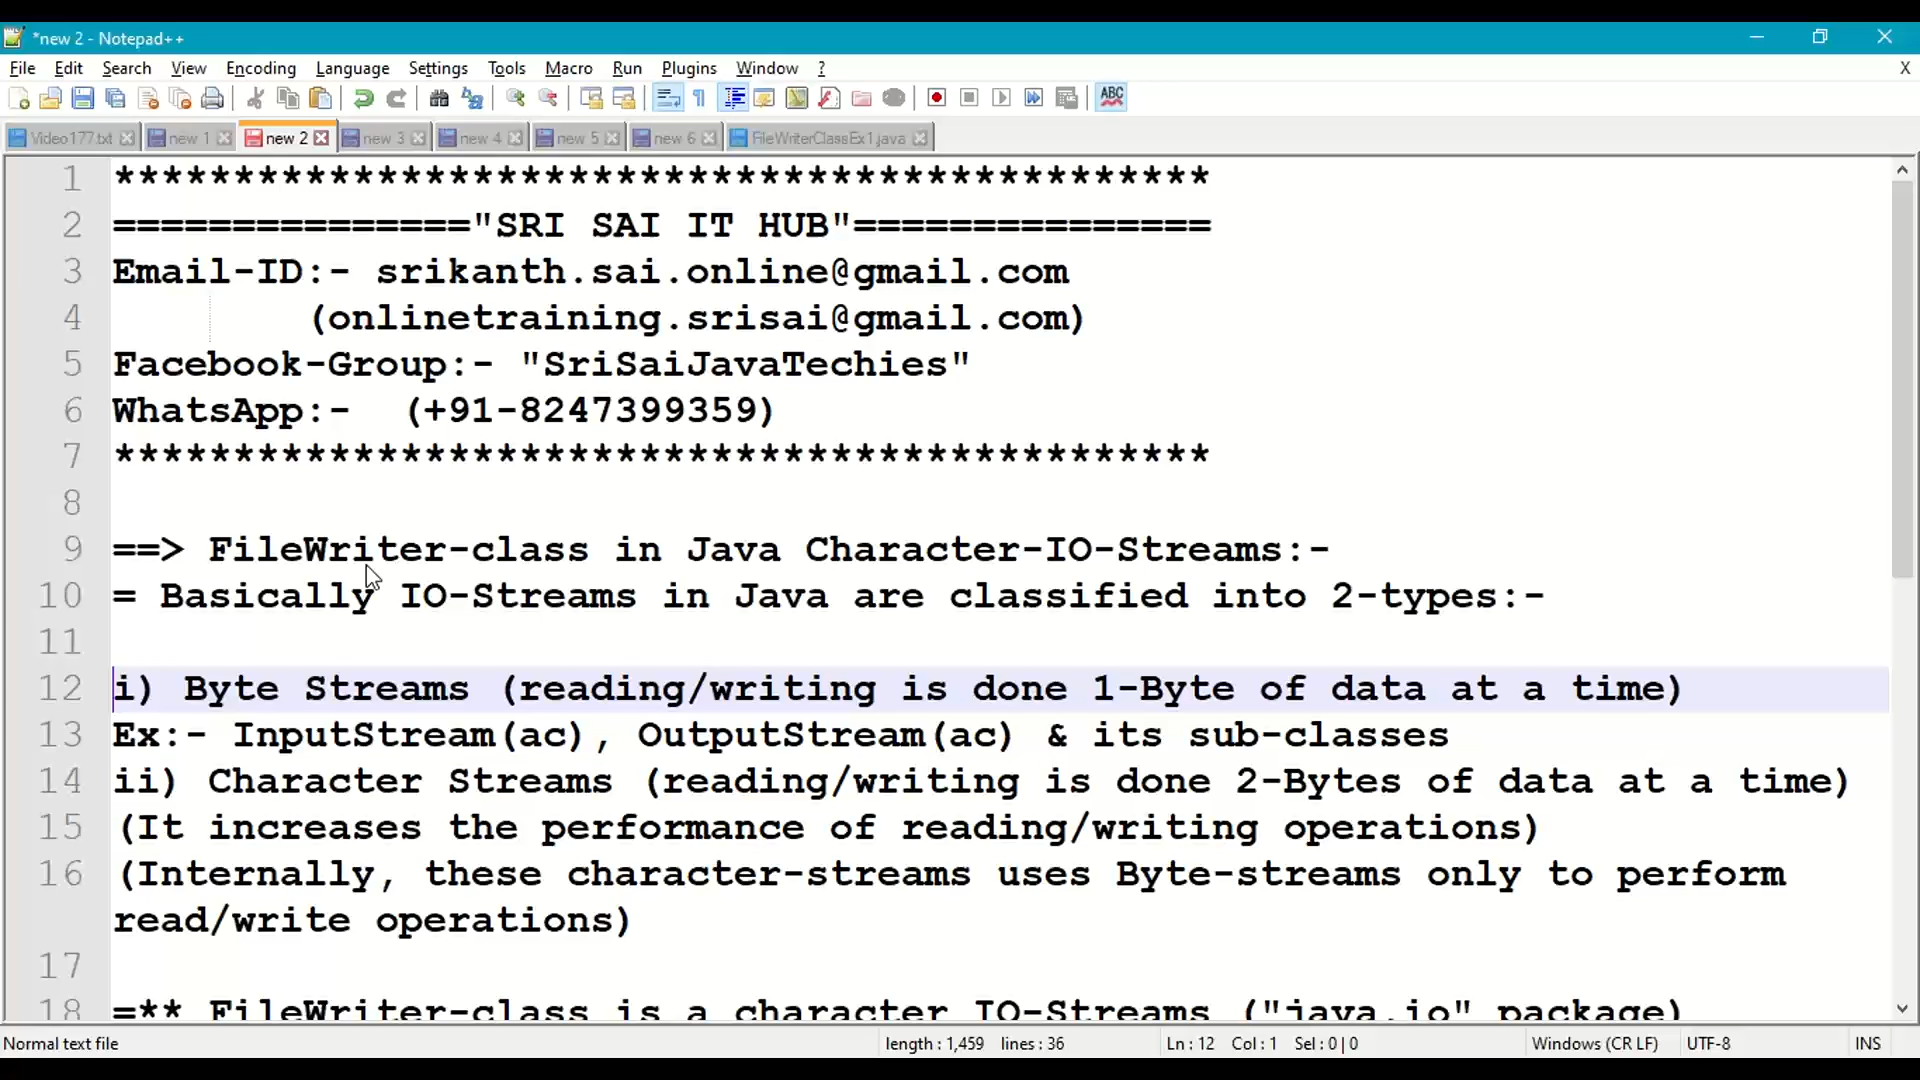 *new 2 - Notepad++
File Edit Search View Encoding Language Settings Tools Macro Run Plugins Window ? X
ABC
Video177.txt new 1 new 2 new 3 new 4 new 5 new 6 FileWriterClassEx1.java
1 **********************************************
2 ==============="SRI SAI IT HUB"===============
3 Email-ID:- srikanth.sai.online@gmail.com
4 (onlinetraining.srisai@gmail.com)
5 Facebook-Group:- "SriSaiJavaTechies"
6 WhatsApp:- (+91-8247399359)
7 **********************************************
8
9 ==> FileWriter-class in Java Character-IO-Streams:-
10 = Basically IO-Streams in Java are classified into 2-types:-
11
12 i) Byte Streams (reading/writing is done 1-Byte of data at a time)
13 Ex:- InputStream(ac), OutputStream(ac) & its sub-classes
14 ii) Character Streams (reading/writing is done 2-Bytes of data at a time)
15 (It increases the performance of reading/writing operations)
16 (Internally, these character-streams uses Byte-streams only to perform
read/write operations)
17
18 =** FileWriter-class is a character IO-Streams ("java.io" package)
Normal text file length : 1,459 lines : 36 Ln : 12 Col : 1 Sel : 0 | 0 Windows (CR LF) UTF-8 INS